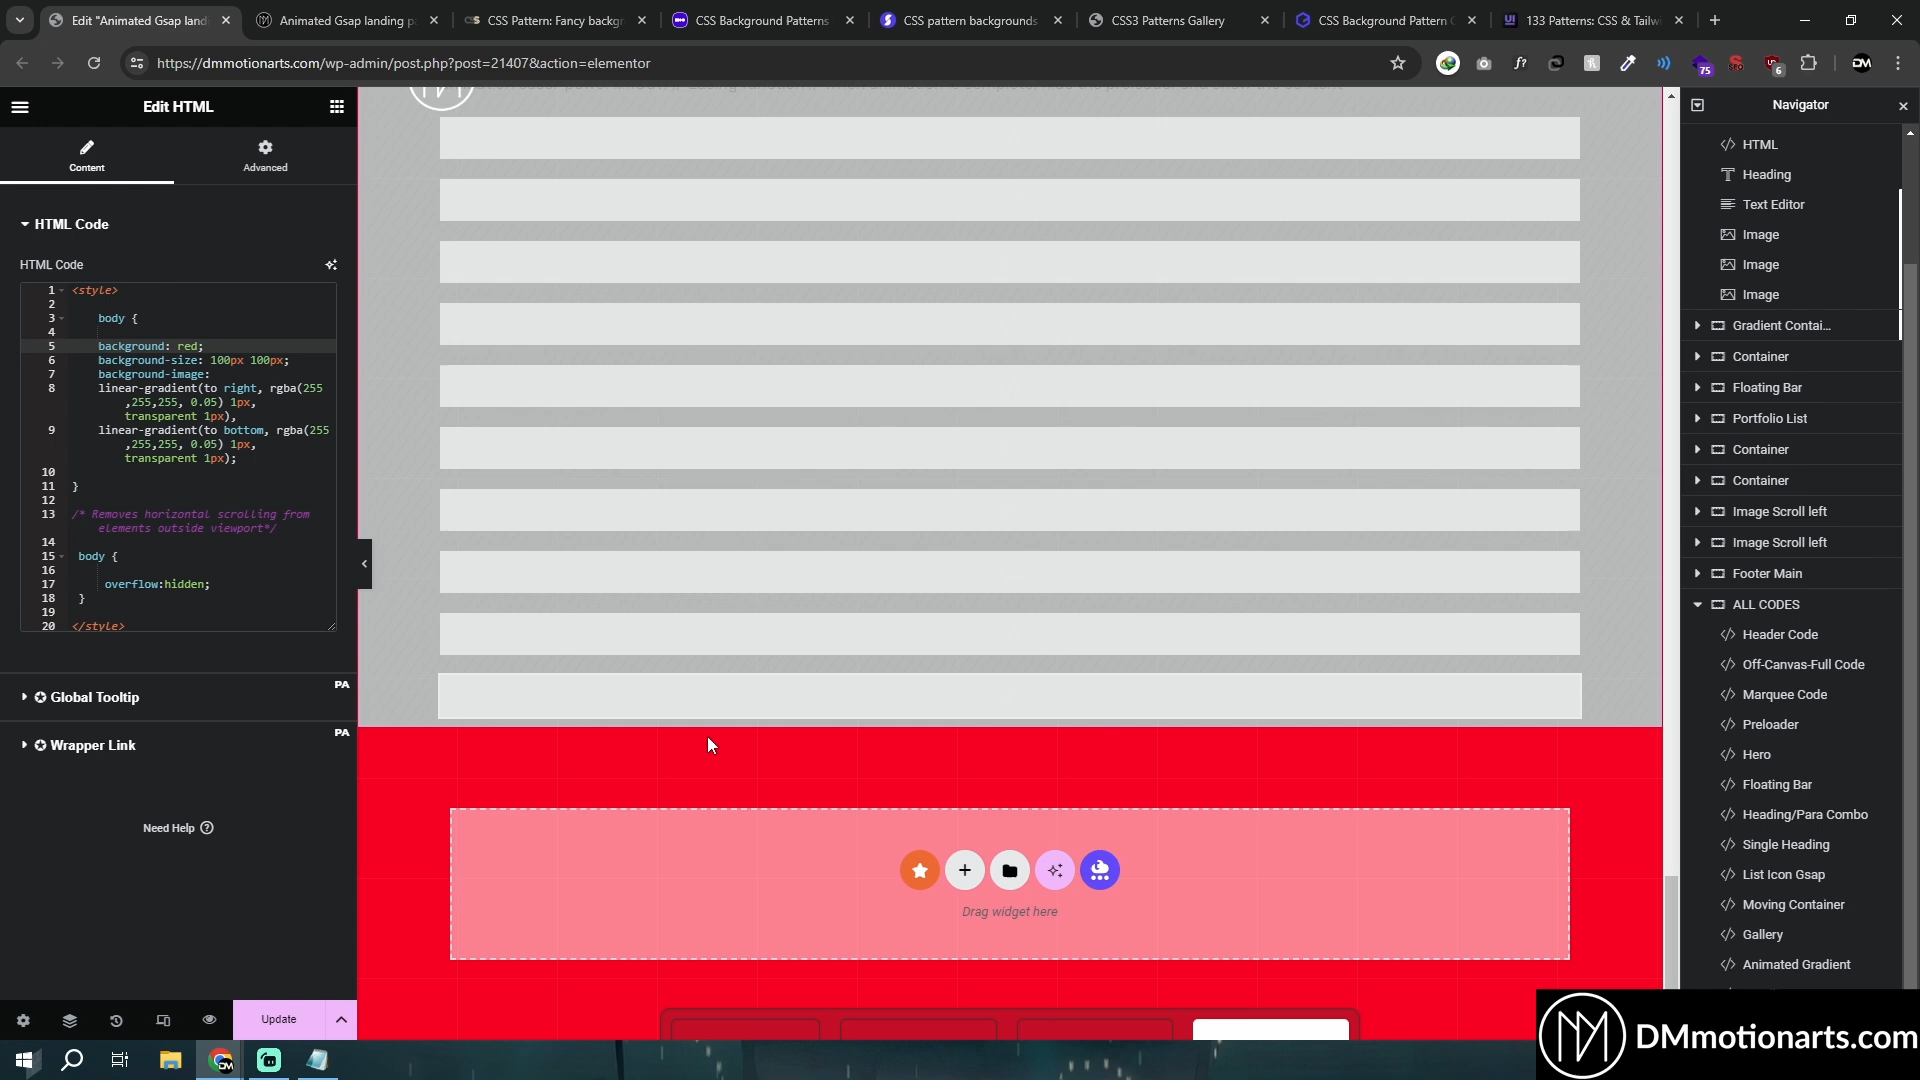 Edit "Animated Gsap landi
Animated Gsap landing p
CSS Pattern: Fancy backgr
CSS Background Patterns
CSS pattern backgrounds
CSS3 Patterns Gallery
CSS Background Pattern
133 Patterns: CSS & Tailwi
https://dmmotionarts.com/wp-admin/post.php?post=21407&action=elementor
f?
75
6
DM
Edit HTML
Content
Advanced
HTML Code
HTML Code
1 <style>
2
3 body {
4
5 background: red;
6 background-size: 100px 100px;
7 background-image:
8 linear-gradient(to right, rgba(255
,255,255, 0.05) 1px,
transparent 1px),
9 linear-gradient(to bottom, rgba(255
,255,255, 0.05) 1px,
transparent 1px);
10
11 }
12
13 /* Removes horizontal scrolling from
elements outside viewport*/
14
15 body {
16
17 overflow:hidden;
18 }
19
20 </style>
PA
Global Tooltip
PA
Wrapper Link
Need Help ?
Update
Drag widget here
Navigator
HTML
Heading
Text Editor
Image
Image
Image
Gradient Contai...
Container
Floating Bar
Portfolio List
Container
Container
Image Scroll left
Image Scroll left
Footer Main
ALL CODES
Header Code
Off-Canvas-Full Code
Marquee Code
Preloader
Hero
Floating Bar
Heading/Para Combo
Single Heading
List Icon Gsap
Moving Container
Gallery
Animated Gradient
DMmotionarts.com